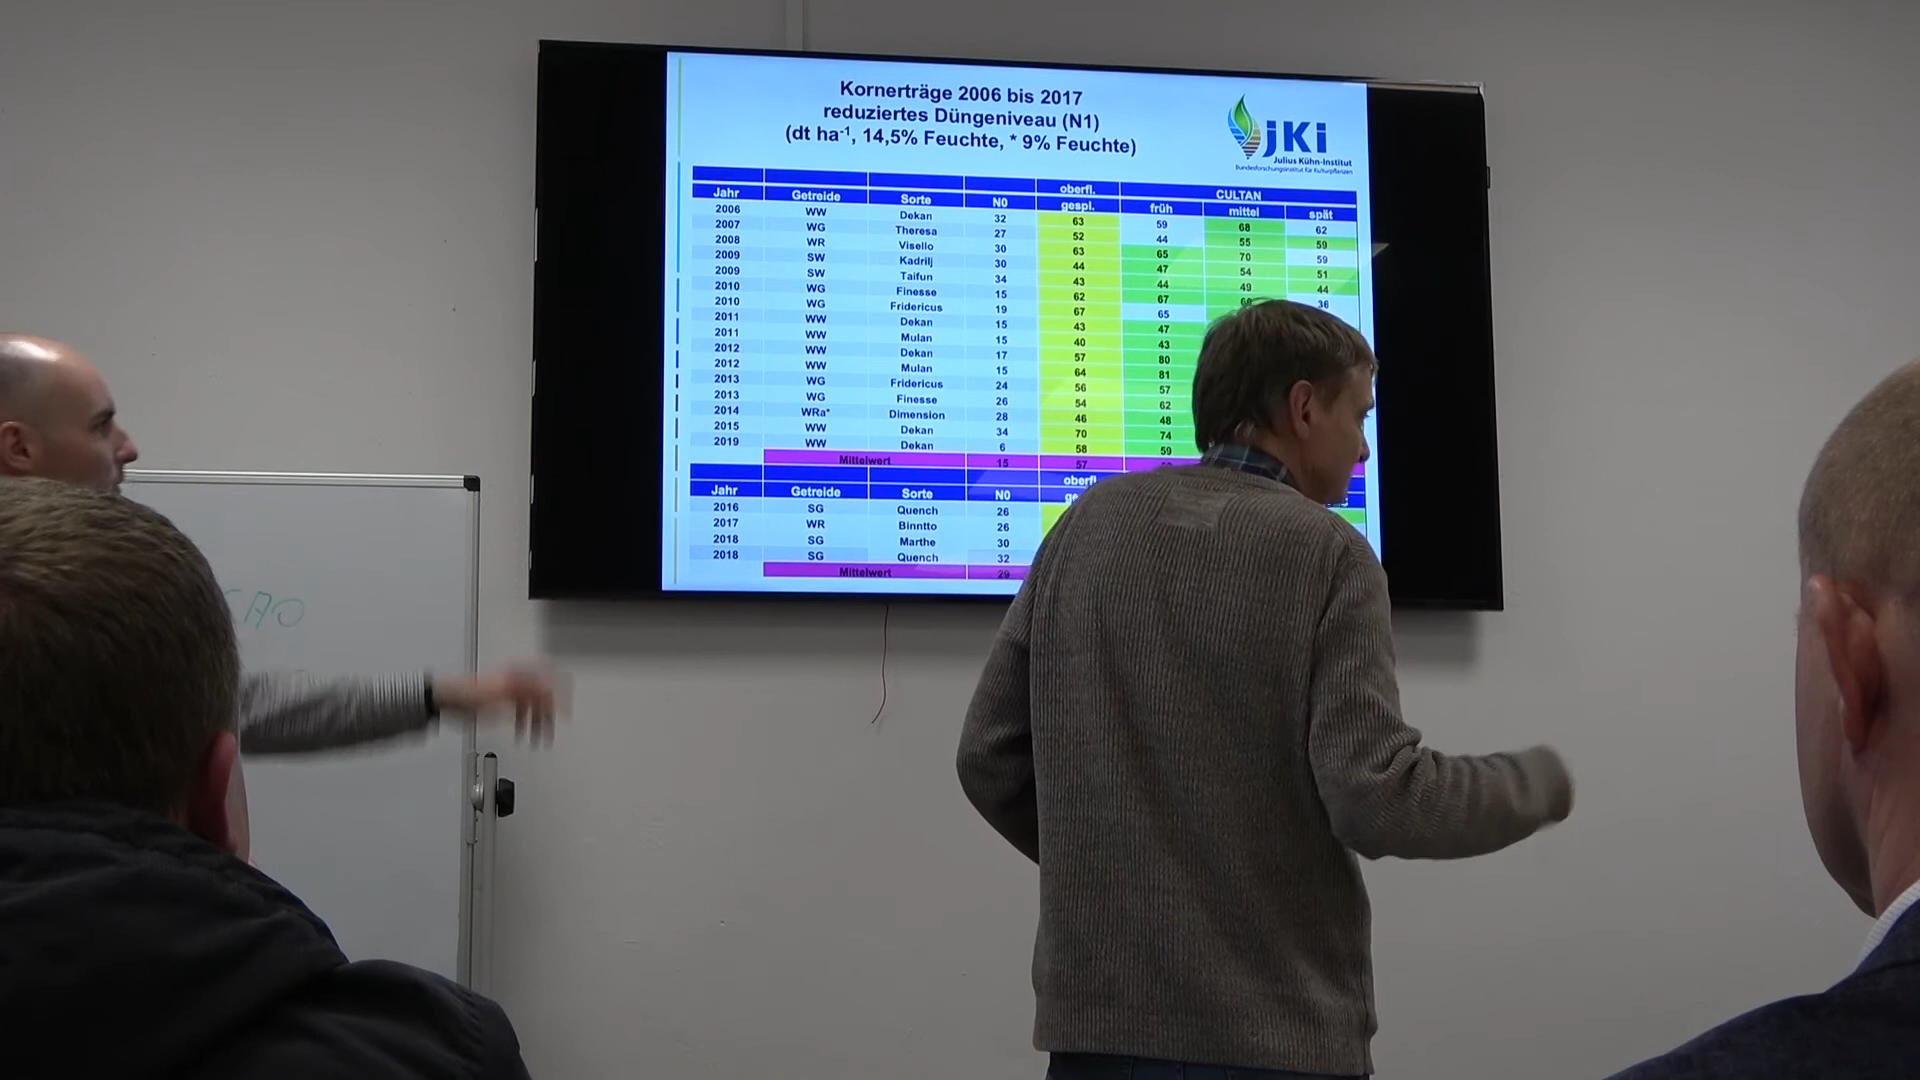 Kornerträge 2006 bis 2017
reduziertes Düngeniveau (N1)
(dt ha-1, 14,5% Feuchte, * 9% Feuchte)
jKi
Julius Kühn-Institut
Bundesforschungsinstitut für Kulturpflanzen
oberfl. CULTAN
Jahr Getreide Sorte N0 gespl. früh mittel spät
2006 WW Dekan 32 63 59 68 62
2007 WG Theresa 27 52 44 55 59
2008 WR Visello 30 63 65 70 59
2009 SW Kadrilj 30 44 47 54 51
2009 SW Taifun 34 43 44 49 44
2010 WG Finesse 15 62 67 36
2010 WG Fridericus 19 67 65
2011 WW Dekan 15 43 47
2011 WW Mulan 15 40 43
2012 WW Dekan 17 57 80
2012 WW Mulan 15 64 81
2013 WG Fridericus 24 56 57
2013 WG Finesse 26 54 62
2014 WRa* Dimension 28 46 48
2015 WW Dekan 34 70 74
2019 WW Dekan 6 58 59
Mittelwert 15 57
oberfl
Jahr Getreide Sorte N0 ge
2016 SG Quench 26
2017 WR Binntto 26
2018 SG Marthe 30
2018 SG Quench 32
Mittelwert 29